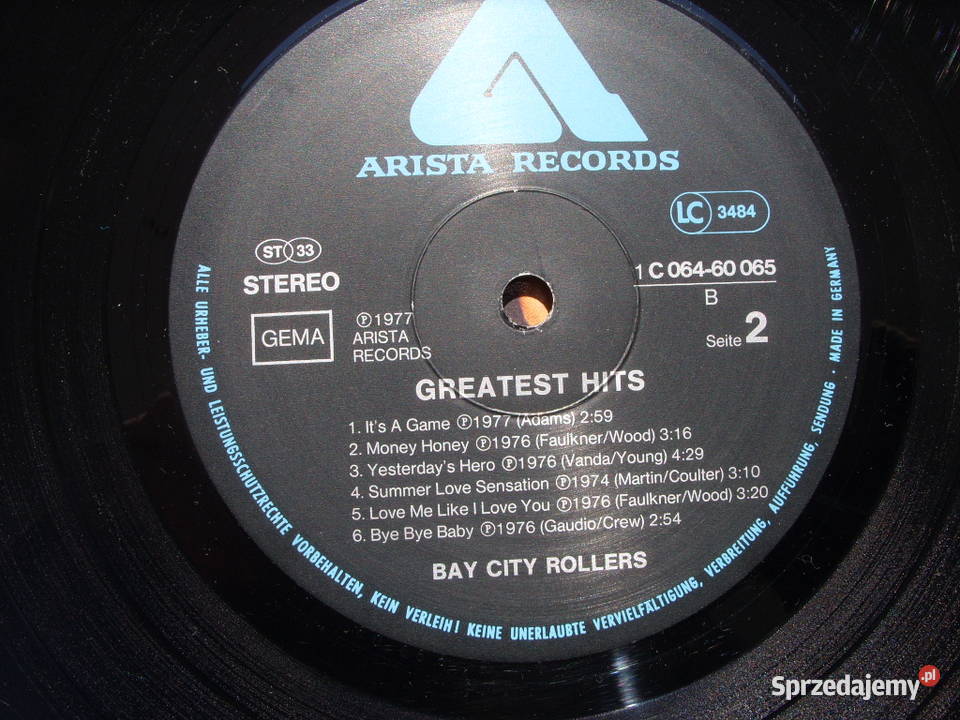 ARISTA RECORDS
LC 3484
ST 33
STEREO
GEMA
℗ 1977
ARISTA
RECORDS
1 C 064-60 065
B
Seite 2
GREATEST HITS
1. It's A Game ℗1977 (Adams) 2:59
2. Money Honey ℗1976 (Faulkner/Wood) 3:16
3. Yesterday's Hero ℗1976 (Vanda/Young) 4:29
4. Summer Love Sensation ℗1974 (Martin/Coulter) 3:10
5. Love Me Like I Love You ℗1976 (Faulkner/Wood) 3:20
6. Bye Bye Baby ℗1976 (Gaudio/Crew) 2:54
BAY CITY ROLLERS
ALLE URHEBER- UND LEISTUNGSSCHUTZRECHTE VORBEHALTEN, KEIN VERLEIH! KEINE UNERLAUBTE VERVIELFÄLTIGUNG, VERBREITUNG, AUFFÜHRUNG, SENDUNG · MADE IN GERMANY
Sprzedajemy.pl